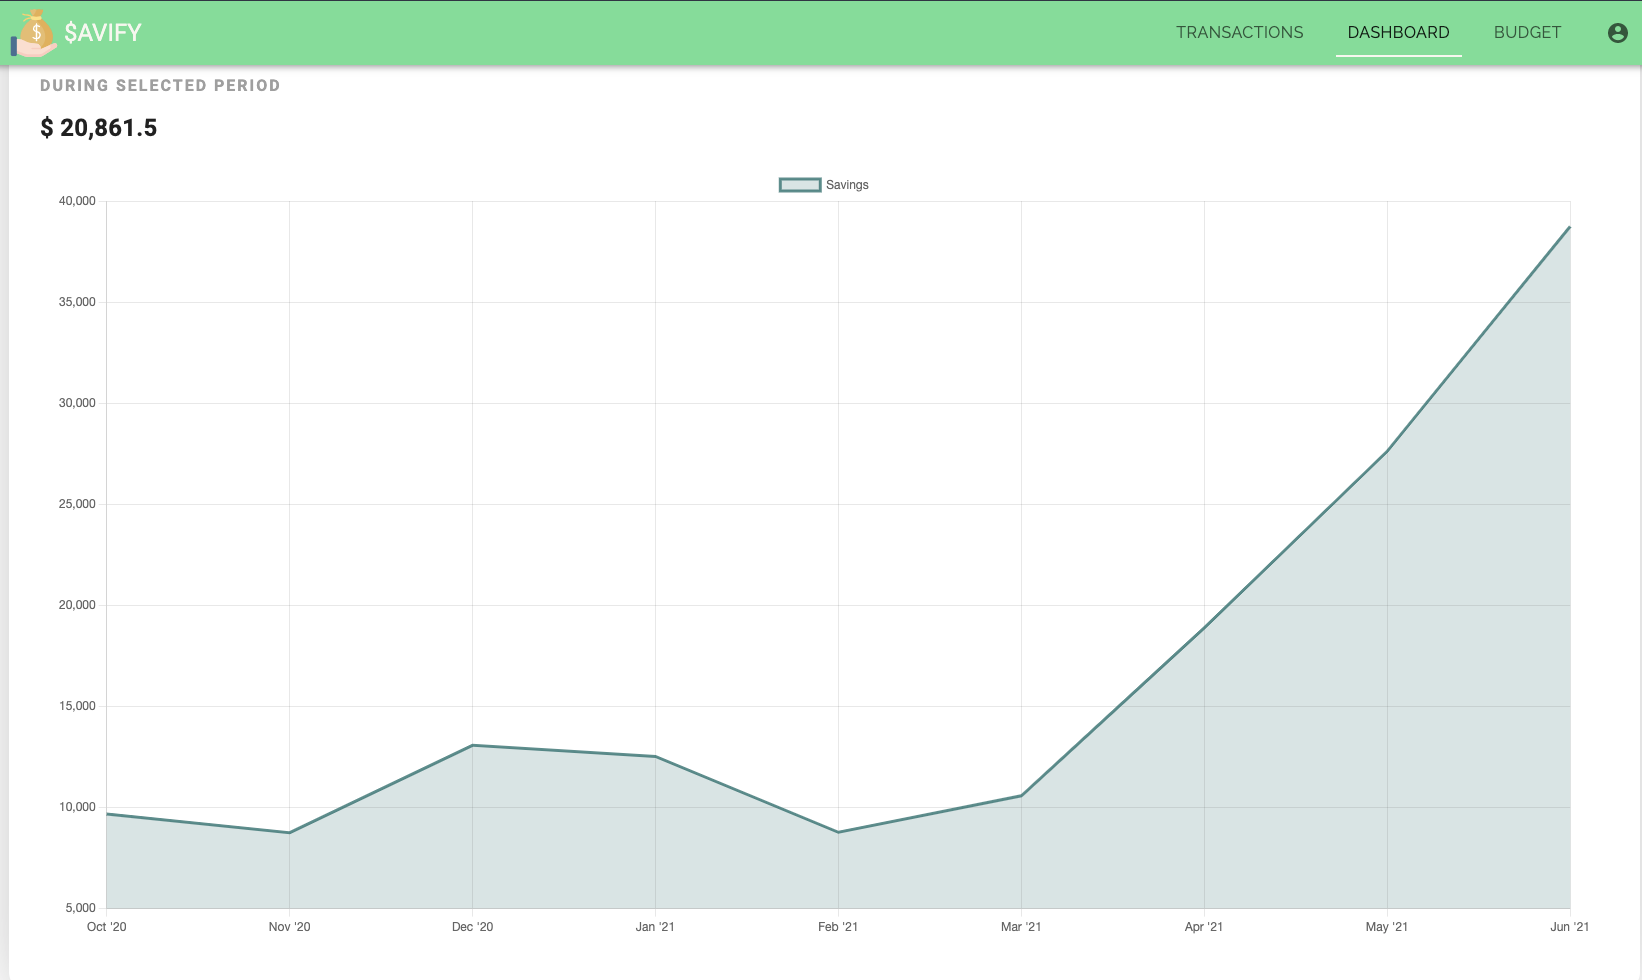 $AVIFY
TRANSACTIONS
DASHBOARD
BUDGET
DURING SELECTED PERIOD
$ 20,861.5
Savings
40,000
35,000
30,000
25,000
20,000
15,000
10,000
5,000
Oct '20 Nov '20 Dec '20 Jan '21 Feb '21 Mar '21 Apr '21 May '21 Jun '21